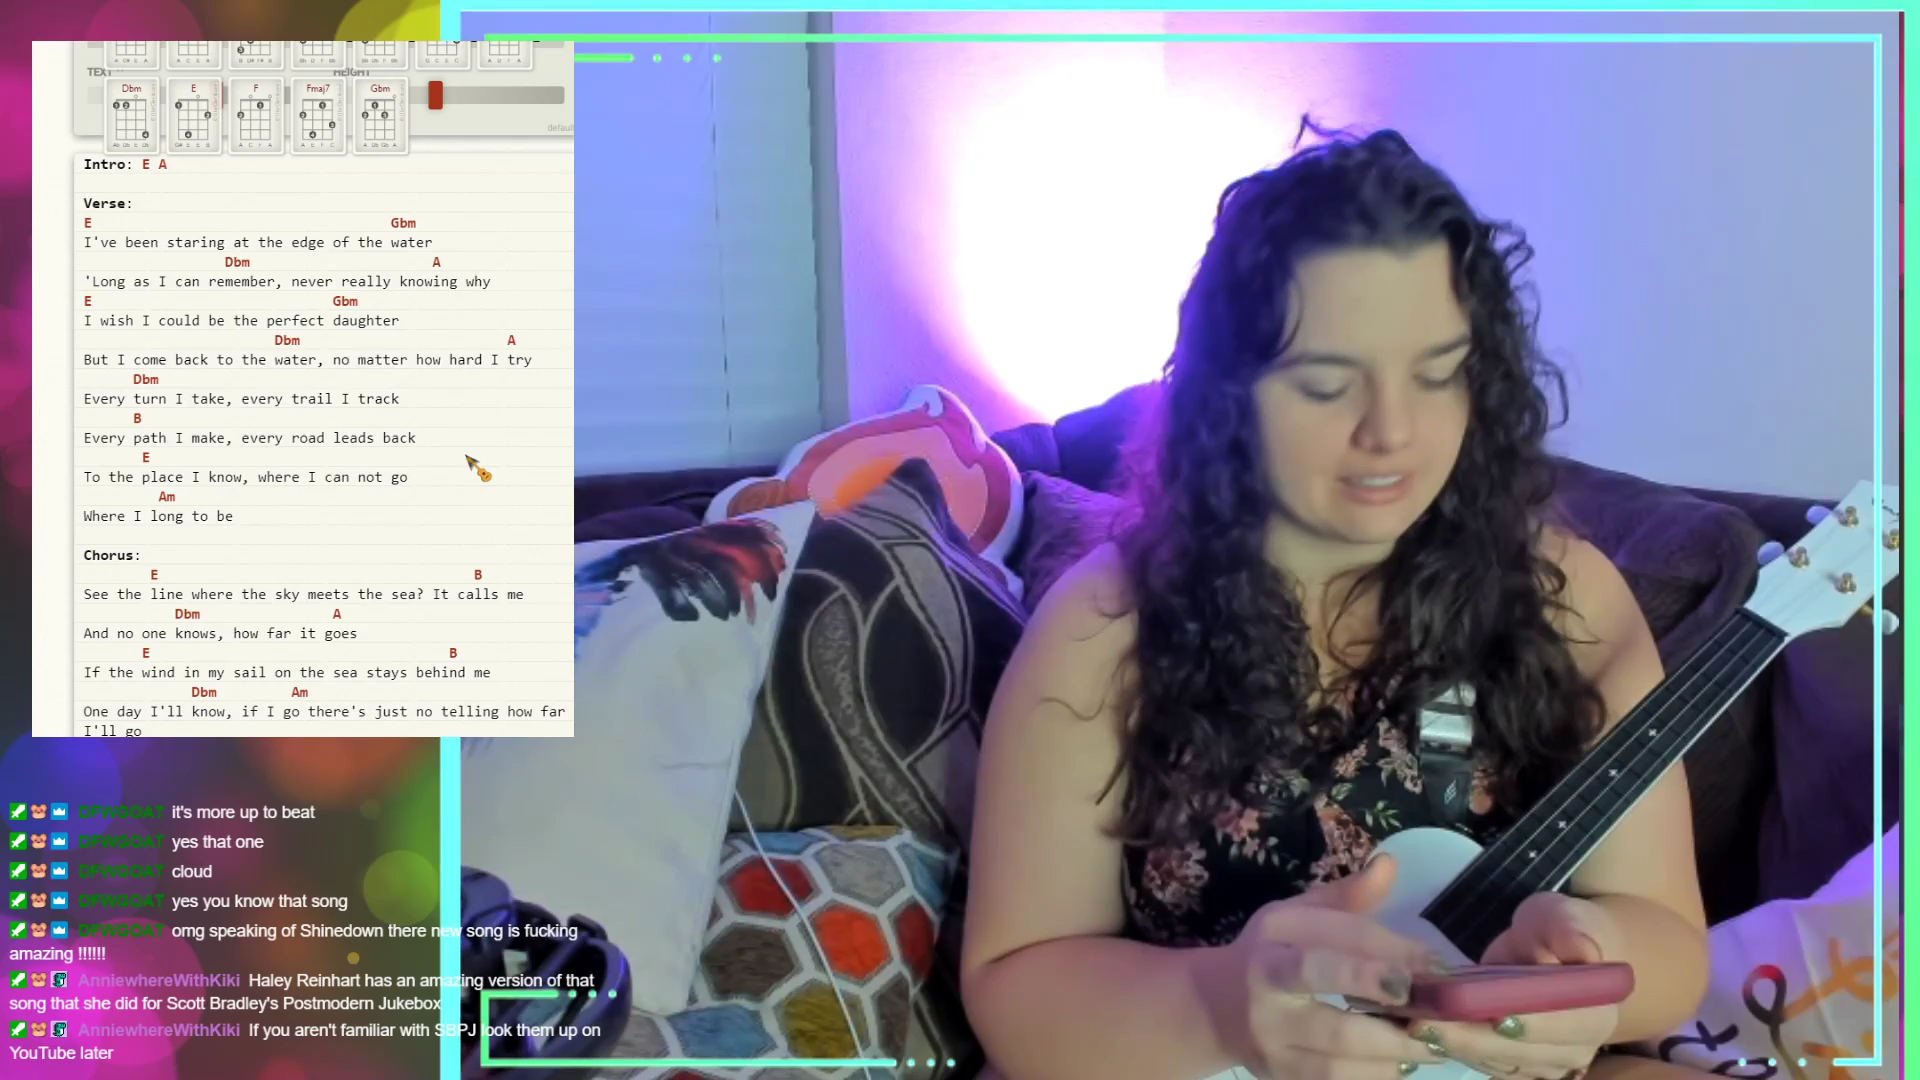 TEXT
HEIGHT
Dbm E F Fmaj7 Gbm
default
Intro: E A
Verse:
E Gbm
I've been staring at the edge of the water
Dbm A
'Long as I can remember, never really knowing why
E Gbm
I wish I could be the perfect daughter
Dbm A
But I come back to the water, no matter how hard I try
Dbm
Every turn I take, every trail I track
B
Every path I make, every road leads back
E
To the place I know, where I can not go
Am
Where I long to be
Chorus:
E B
See the line where the sky meets the sea? It calls me
Dbm A
And no one knows, how far it goes
E B
If the wind in my sail on the sea stays behind me
Dbm Am
One day I'll know, if I go there's just no telling how far
I'll go
DFWGOAT it's more up to beat
DFWGOAT yes that one
DFWGOAT cloud
DFWGOAT yes you know that song
DFWGOAT omg speaking of Shinedown there new song is fucking
amazing !!!!!!
AnniewhereWithKiki Haley Reinhart has an amazing version of that
song that she did for Scott Bradley's Postmodern Jukebox
AnniewhereWithKiki If you aren't familiar with SBPJ look them up on
YouTube later